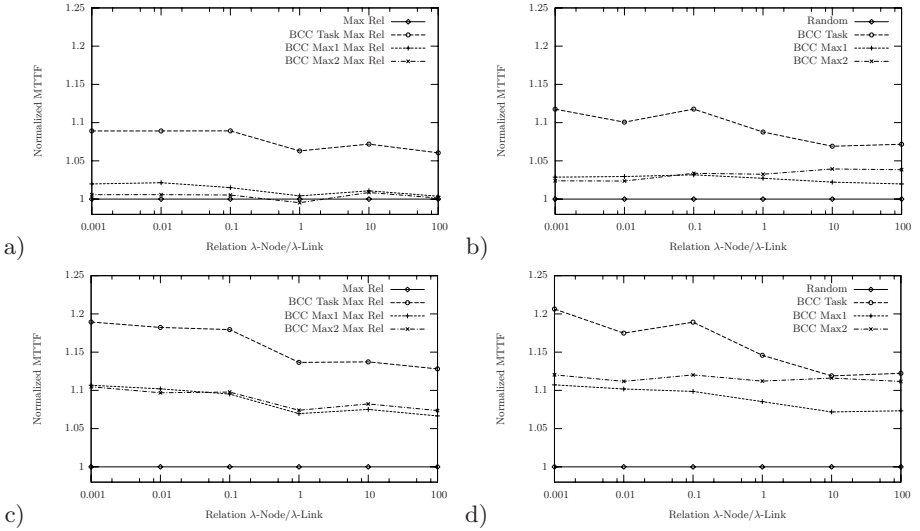 1.25
1.2
1.15
1.1
1.05
1
Normalized MTTF
Max Rel
BCC Task Max Rel
BCC Max1 Max Rel
BCC Max2 Max Rel
0.001 0.01 0.1 1 10 100
Relation λ-Node/λ-Link
a)
1.25
1.2
1.15
1.1
1.05
1
Normalized MTTF
Random
BCC Task
BCC Max1
BCC Max2
0.001 0.01 0.1 1 10 100
Relation λ-Node/λ-Link
b)
1.25
1.2
1.15
1.1
1.05
1
Normalized MTTF
Max Rel
BCC Task Max Rel
BCC Max1 Max Rel
BCC Max2 Max Rel
0.001 0.01 0.1 1 10 100
Relation λ-Node/λ-Link
c)
1.25
1.2
1.15
1.1
1.05
1
Normalized MTTF
Random
BCC Task
BCC Max1
BCC Max2
0.001 0.01 0.1 1 10 100
Relation λ-Node/λ-Link
d)